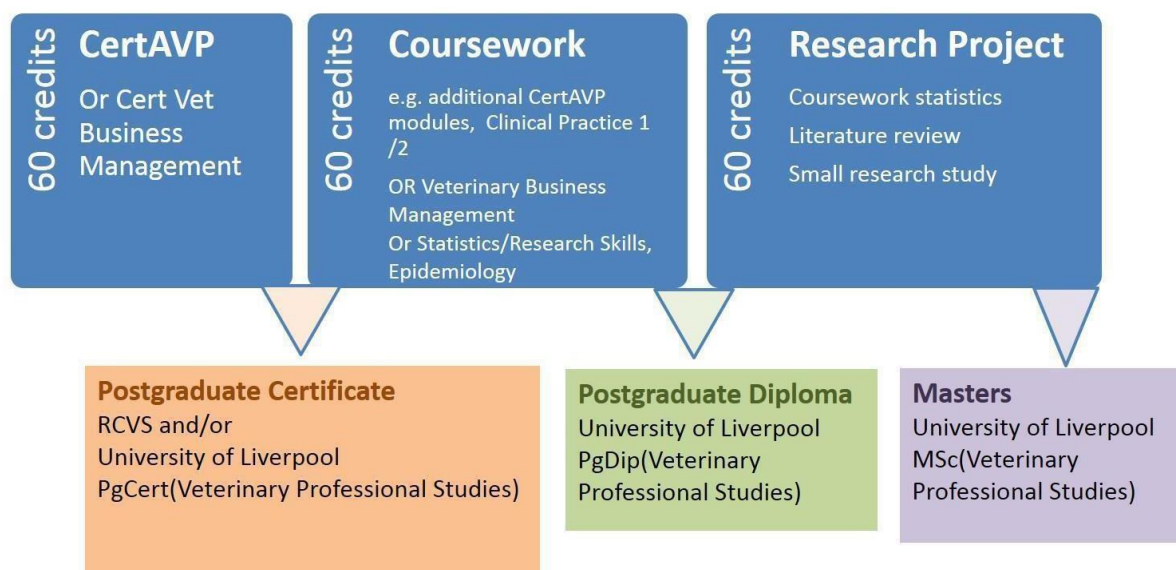 60 credits
CertAVP
Or Cert Vet
Business
Management
60 credits
Coursework
e.g. additional CertAVP
modules,  Clinical Practice 1
/2
OR Veterinary Business
Management
Or Statistics/Research Skills,
Epidemiology
60 credits
Research Project
Coursework statistics
Literature review
Small research study
Postgraduate Certificate
RCVS and/or
University of Liverpool
PgCert(Veterinary Professional Studies)
Postgraduate Diploma
University of Liverpool
PgDip(Veterinary
Professional Studies)
Masters
University of Liverpool
MSc(Veterinary
Professional Studies)